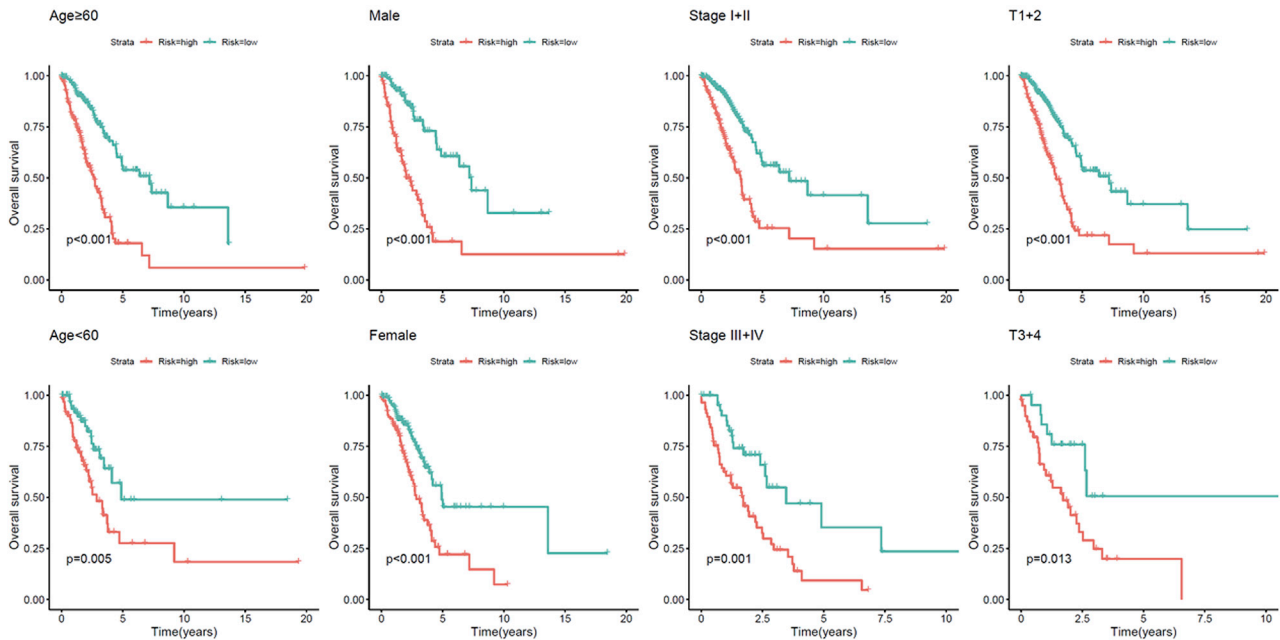 Age≥60
Strata Risk=high Risk=low
Overall survival
1.00
0.75
0.50
0.25
0.00
p<0.001
0 5 10 15 20
Time(years)
Male
Strata Risk=high Risk=low
Overall survival
1.00
0.75
0.50
0.25
0.00
p<0.001
0 5 10 15 20
Time(years)
Stage I+II
Strata Risk=high Risk=low
Overall survival
1.00
0.75
0.50
0.25
0.00
p<0.001
0 5 10 15 20
Time(years)
T1+2
Strata Risk=high Risk=low
Overall survival
1.00
0.75
0.50
0.25
0.00
p<0.001
0 5 10 15 20
Time(years)
Age<60
Strata Risk=high Risk=low
Overall survival
1.00
0.75
0.50
0.25
0.00
p=0.005
0 5 10 15 20
Time(years)
Female
Strata Risk=high Risk=low
Overall survival
1.00
0.75
0.50
0.25
0.00
p<0.001
0 5 10 15 20
Time(years)
Stage III+IV
Strata Risk=high Risk=low
Overall survival
1.00
0.75
0.50
0.25
0.00
p=0.001
0 2.5 5 7.5 10
Time(years)
T3+4
Strata Risk=high Risk=low
Overall survival
1.00
0.75
0.50
0.25
0.00
p=0.013
0 2.5 5 7.5 10
Time(years)